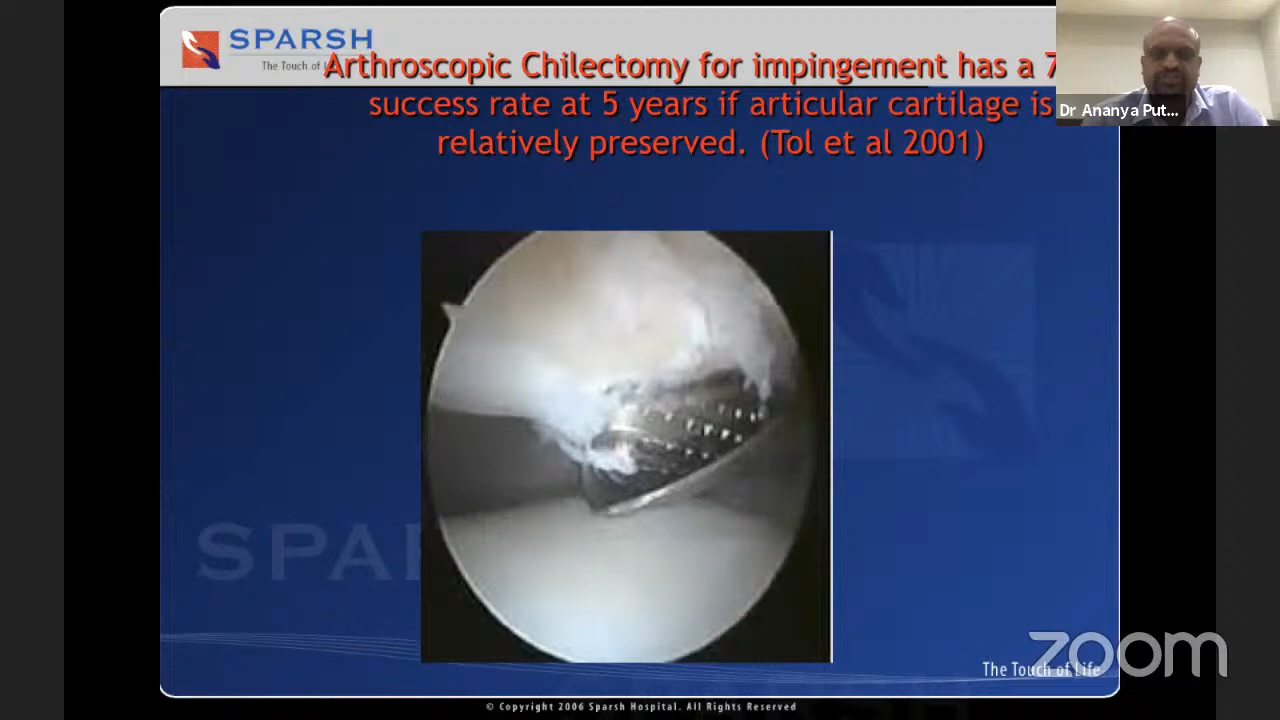 SPARSH
The Touch of
Arthroscopic Chilectomy for impingement has a 7
success rate at 5 years if articular cartilage is
relatively preserved. (Tol et al 2001)
Dr Ananya Put...
SPAR
zoom
The Touch of Life
© Copyright 2006 Sparsh Hospital. All Rights Reserved